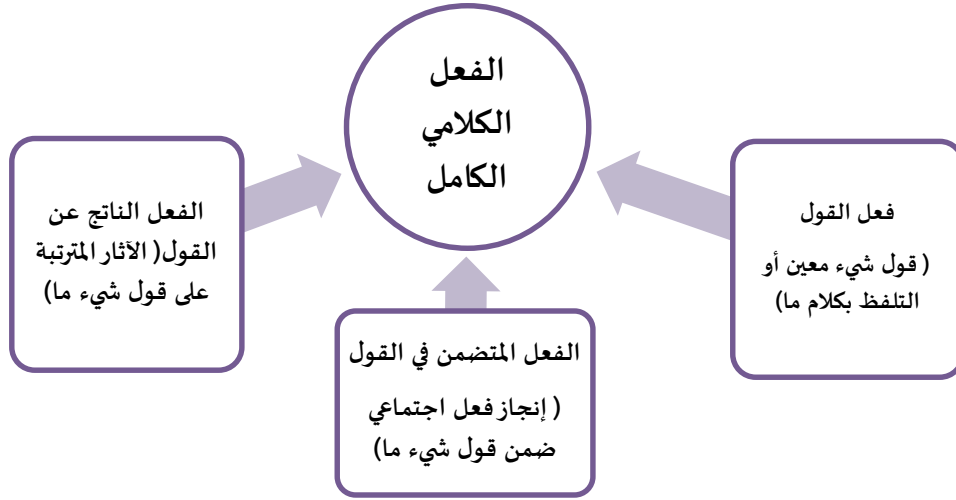 الفعل
الكلامي
الكامل
فعل القول
( قول شيء معين أو
التلفظ بكلام ما)
الفعل المتضمن في القول
( إنجاز فعل اجتماعي
ضمن قول شيء ما)
الفعل الناتج عن
القول( الآثار المترتبة
على قول شيء ما)